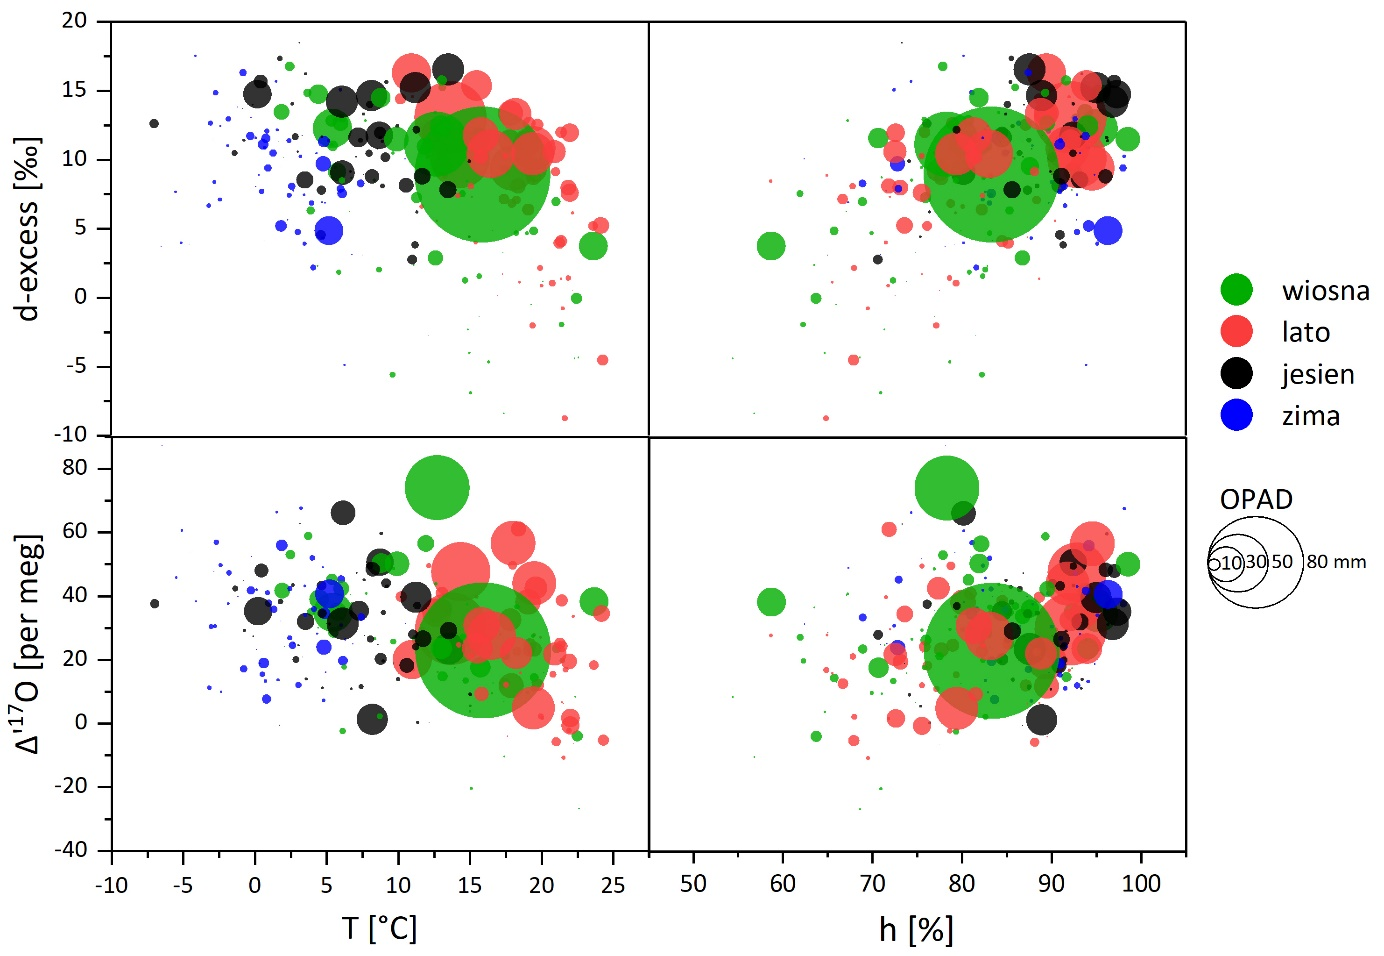 20
15
10
5
0
-5
-10
d-excess [‰]
80
60
40
20
0
-20
-40
Δ'¹⁷O [per meg]
-10 -5 0 5 10 15 20 25
50 60 70 80 90 100
T [°C]
h [%]
wiosna
lato
jesien
zima
OPAD
10 30 50 80 mm